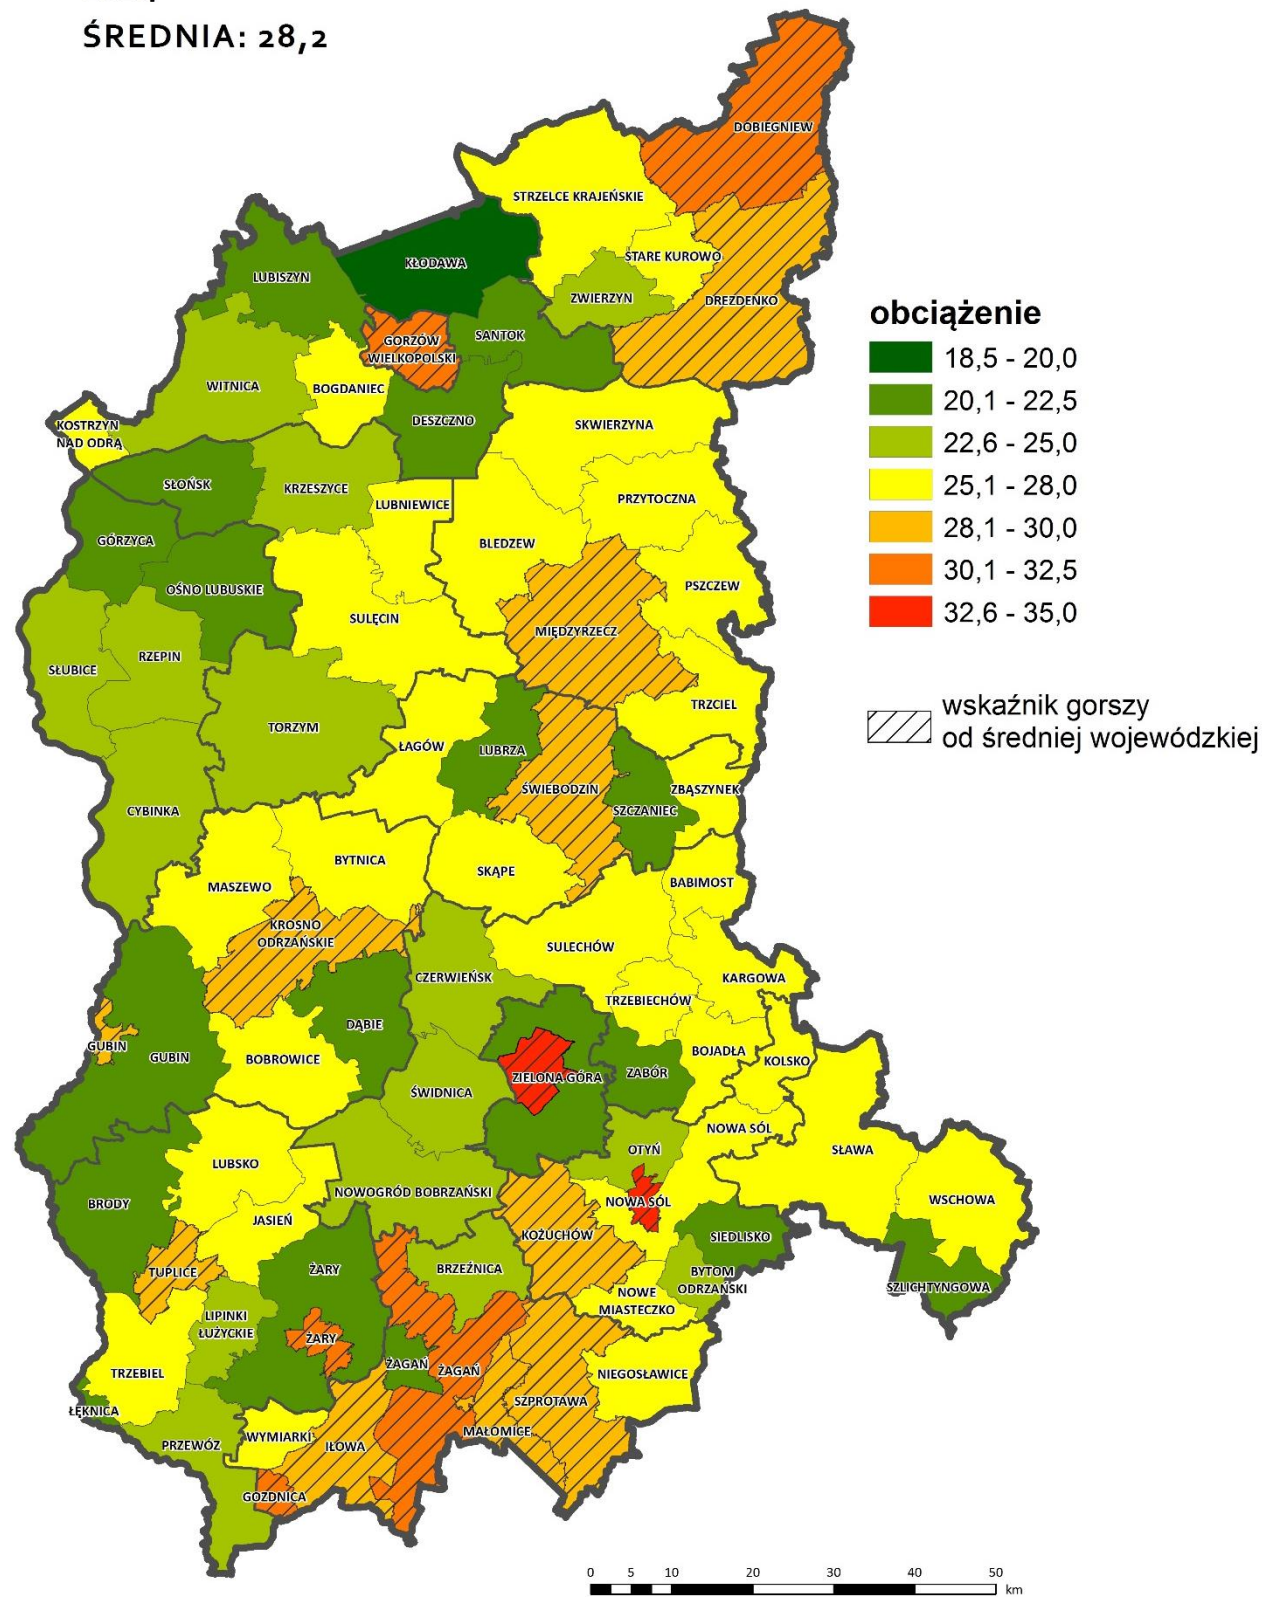 ŚREDNIA: 28,2
DOBIEGNIEW
STRZELCE KRAJEŃSKIE
STARE KUROWO
KŁODAWA
LUBISZYN
ZWIERZYN
DREZDENKO
SANTOK
GORZÓW
WIELKOPOLSKI
WITNICA
BOGDANIEC
DESZCZNO
KOSTRZYN
NAD ODRĄ
SKWIERZYNA
SŁOŃSK
KRZESZYCE
LUBNIEWICE
PRZYTOCZNA
GÓRZYCA
BLEDZEW
OŚNO LUBUSKIE
PSZCZEW
SULĘCIN
MIĘDZYRZECZ
RZEPIN
SŁUBICE
TRZCIEL
TORZYM
ŁAGÓW
LUBRZA
ŚWIEBODZIN
ZBĄSZYNEK
CYBINKA
SZCZANIEC
BYTNICA
SKĄPE
MASZEWO
BABIMOST
KROSNO
ODRZAŃSKIE
SULECHÓW
CZERWIEŃSK
KARGOWA
TRZEBIECHÓW
DĄBIE
GUBIN
GUBIN
BOBROWICE
BOJADŁA
KOLSKO
ZIELONA GÓRA
ZABÓR
ŚWIDNICA
NOWA SÓL
OTYŃ
SŁAWA
LUBSKO
NOWOGRÓD BOBRZAŃSKI
NOWA SÓL
WSCHOWA
BRODY
JASIEŃ
KOŻUCHÓW
SIEDLISKO
TUPLICE
ŻARY
BRZEŹNICA
BYTOM
ODRZAŃSKI
SZLICHTYNGOWA
NOWE
MIASTECZKO
LIPINKI
ŁUŻYCKIE
ŻARY
ŻAGAŃ
ŻAGAŃ
TRZEBIEL
NIEGOSŁAWICE
SZPROTAWA
ŁĘKNICA
MAŁOMICE
PRZEWÓZ
WYMIARKI
IŁOWA
GOZDNICA
obciążenie
18,5 - 20,0
20,1 - 22,5
22,6 - 25,0
25,1 - 28,0
28,1 - 30,0
30,1 - 32,5
32,6 - 35,0
wskaźnik gorszy
od średniej wojewódzkiej
0 5 10 20 30 40 50
km